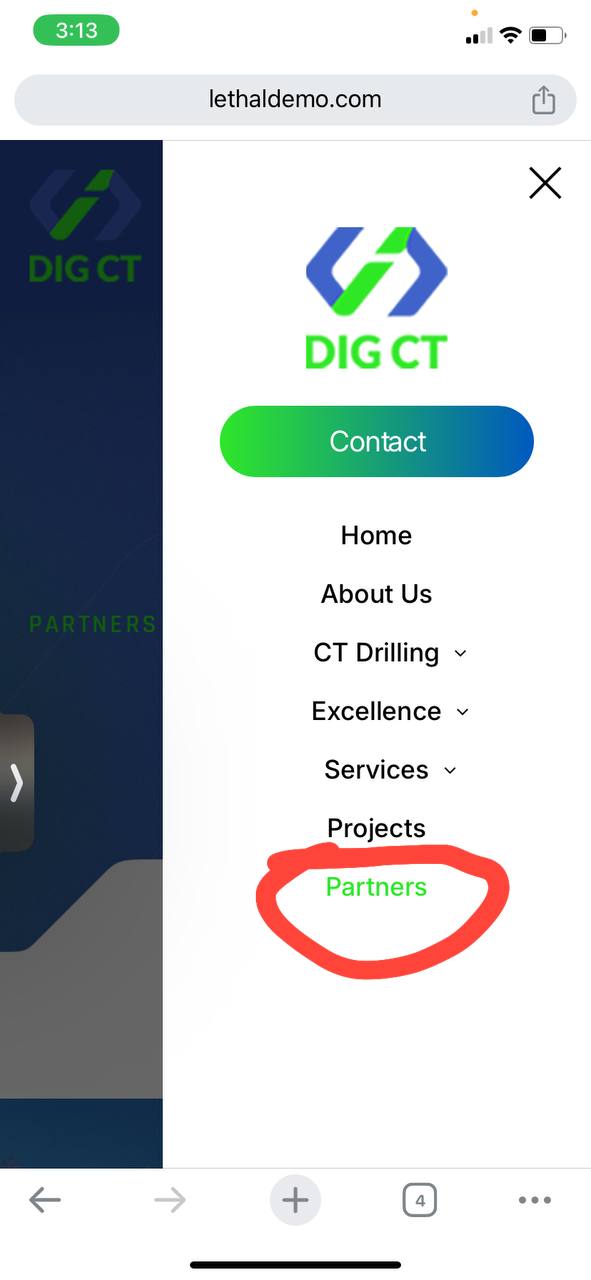 3:13
lethaldemo.com
DIG CT
DIG CT
Contact
Home
About Us
PARTNERS
CT Drilling
Excellence
Services
Projects
Partners
4